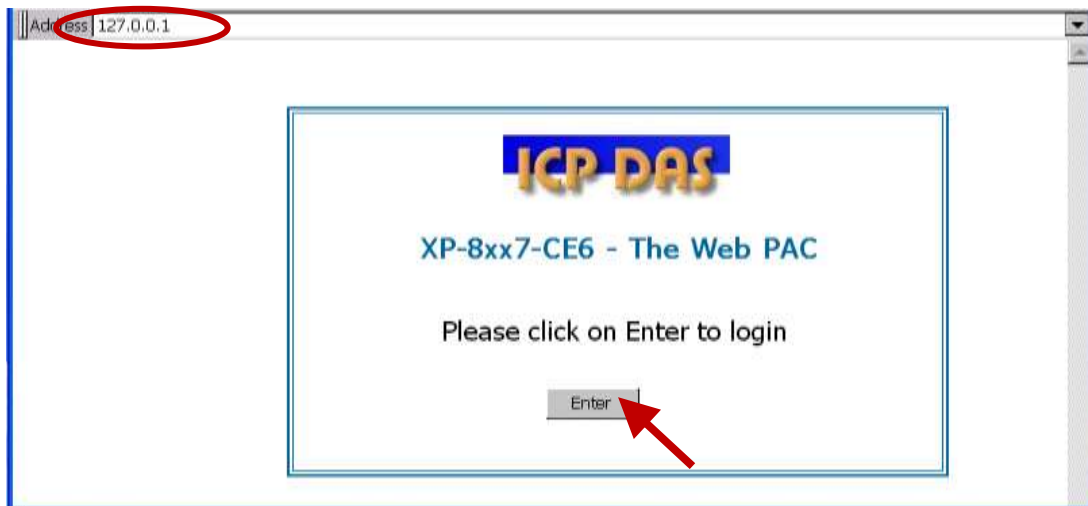 Address 127.0.0.1
ICP DAS
XP-8xx7-CE6 - The Web PAC
Please click on Enter to login
Enter